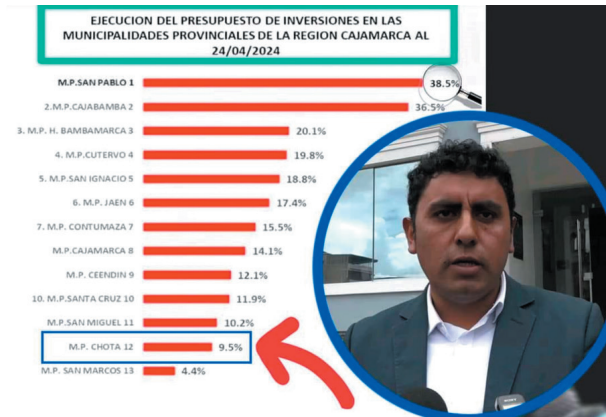 EJECUCION DEL PRESUPUESTO DE INVERSIONES EN LAS
MUNICIPALIDADES PROVINCIALES DE LA REGION CAJAMARCA AL
24/04/2024
M.P.SAN PABLO 1 38.5%
2.M.P.CAJABAMBA 2 36.5%
3. M.P. H. BAMBAMARCA 3 20.1%
4. M.P.CUTERVO 4 19.8%
5. M.P.SAN IGNACIO 5 18.8%
6. M.P. JAEN 6 17.4%
7. M.P. CONTUMAZA 7 15.5%
M.P.CAJAMARCA 8 14.1%
M.P. CEENDIN 9 12.1%
10. M.P.SANTA CRUZ 10 11.9%
M.P.SAN MIGUEL 11 10.2%
M.P. CHOTA 12 9.5%
M.P. SAN MARCOS 13 4.4%